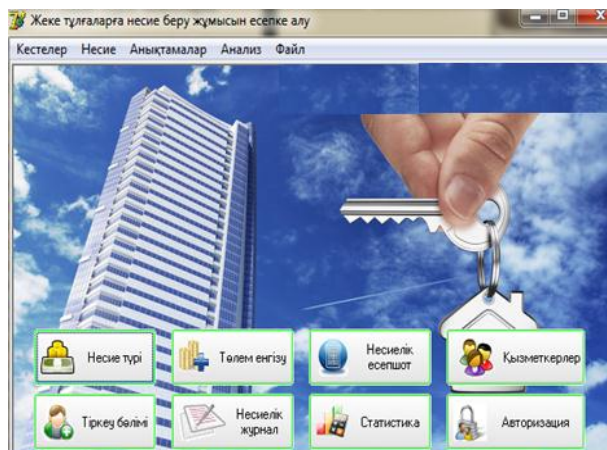 Жеке тұлғаларға несие беру жұмысын есепке алу
Кестелер Несие Анықтамалар Анализ Файл
Несие түрі
Төлем енгізу
Несиелік
есепшот
Қызметкерлер
Тіркеу бөлімі
Несиелік
журнал
Статистика
Авторизация